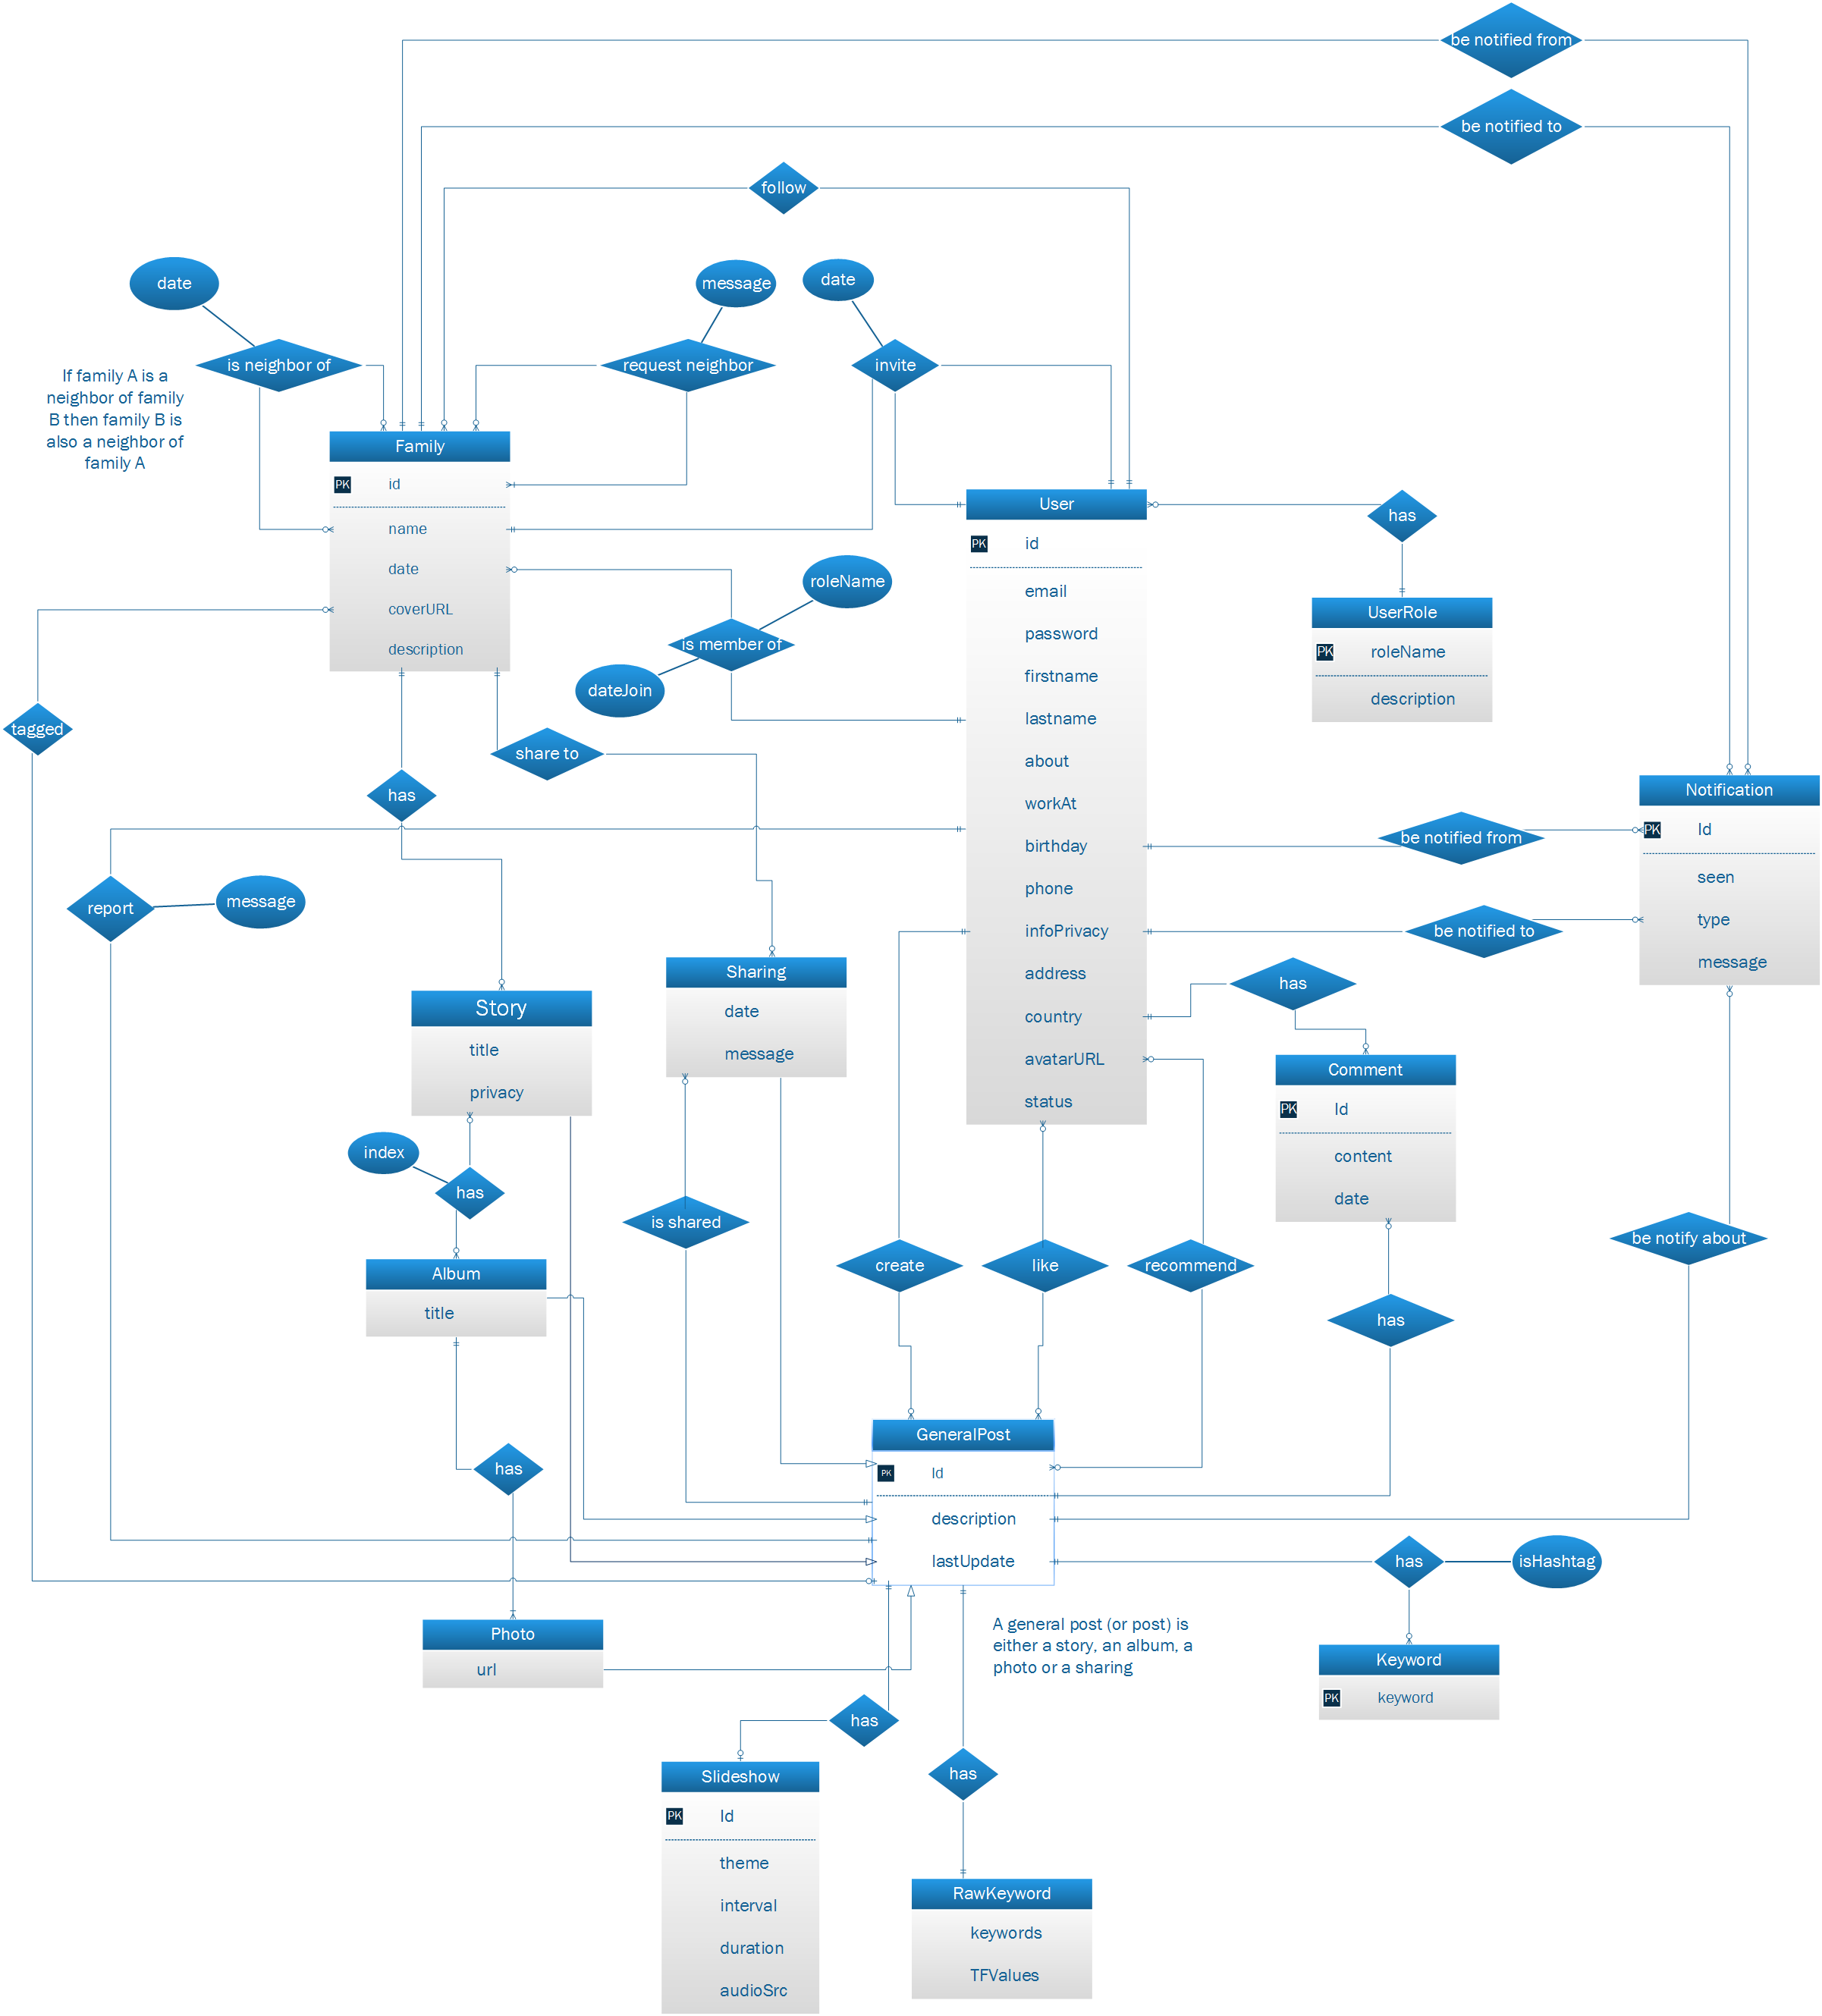 be notified from
be notified to
follow
date
message
date
is neighbor of
request neighbor
invite
If family A is a
neighbor of family
B then family B is
also a neighbor of
family A
Family
PK id
name
date
coverURL
description
User
PK id
email
password
firstname
lastname
about
workAt
birthday
phone
infoPrivacy
address
country
avatarURL
status
has
UserRole
PK roleName
description
roleName
is member of
dateJoin
tagged
share to
has
Notification
PK Id
seen
type
message
be notified from
be notified to
report
message
Sharing
date
message
Story
title
privacy
has
Comment
PK Id
content
date
index
has
is shared
be notify about
Album
title
create
like
recommend
has
GeneralPost
PK Id
description
lastUpdate
has
has
isHashtag
Photo
url
A general post (or post) is
either a story, an album, a
photo or a sharing
Keyword
PK keyword
has
has
Slideshow
PK Id
theme
interval
duration
audioSrc
RawKeyword
keywords
TFValues